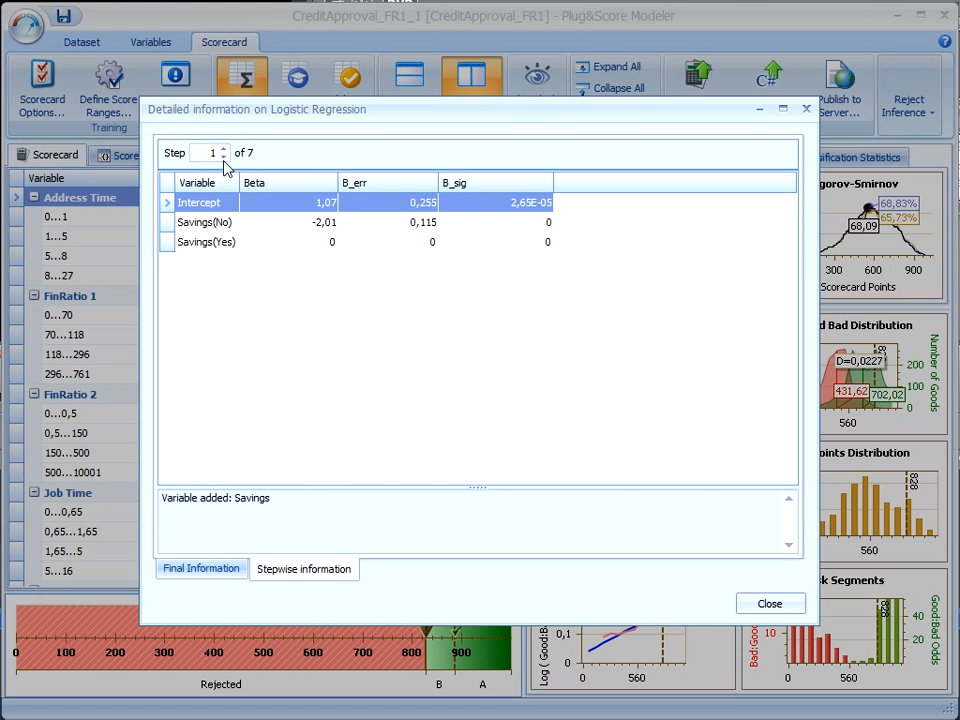 CreditApproval_FR1_1 [CreditApproval_FR1] - Plug&Score Modeler
Dataset Variables Scorecard
Scorecard Options...
Define Score Ranges...
Training
Expand All
Collapse All
C#
Publish to Server...
Reject Inference
Detailed information on Logistic Regression
Step 1 of 7
Variable Beta B_err B_sig
Intercept 1,07 0,255 2,65E-05
Savings(No) -2,01 0,115 0
Savings(Yes) 0 0 0
Variable added: Savings
Final Information Stepwise information
Close
Scorecard
Score
Variable
Address Time
0...1
1...5
5...8
8...27
FinRatio 1
0...70
70...118
118...296
296...761
FinRatio 2
0...0,5
0,5...150
150...500
500...10001
Job Time
0...0,65
0,65...1,65
1,65...5
5...16
sification Statistics
gorov-Smirnov
68,83%
65,73%
68,09
300 600 900
Scorecard Points
d Bad Distribution
D=0,0227
431,62 702,02
200
100
0
Number of Goods
560
oints Distribution
828
560
k Segments
828
Bad:Good
10
0
40
20
Good:Bad Odds
0 560
0 100 200 300 400 500 600 700 800 900
Rejected B A
Log ( Good:B
0,1
0
0 560